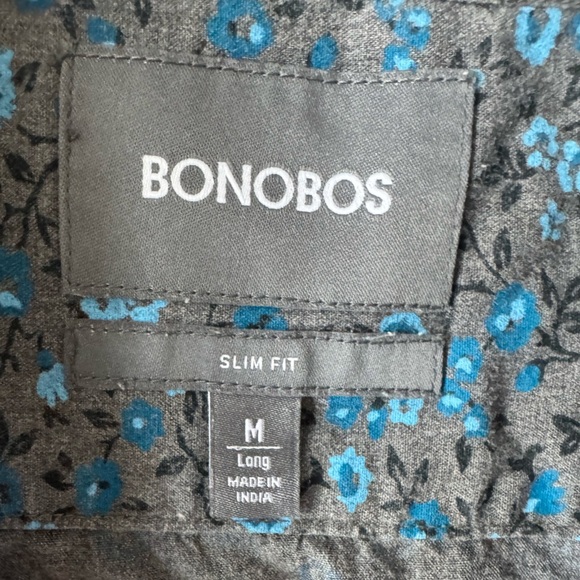 BONOBOS
SLIM FIT
M
Long
MADE IN
INDIA